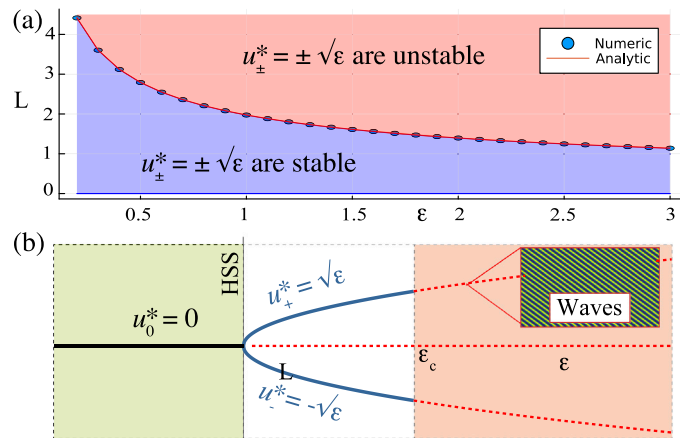 (a)
4
3
L
2
1
0
u*± = ± √ε are unstable
Numeric
Analytic
u*± = ± √ε are stable
0.5
1
1.5
ε
2
2.5
3
(b)
HSS
u*₀ = 0
u*₊ = √ε
Waves
εc
ε
L
u*₋ = -√ε